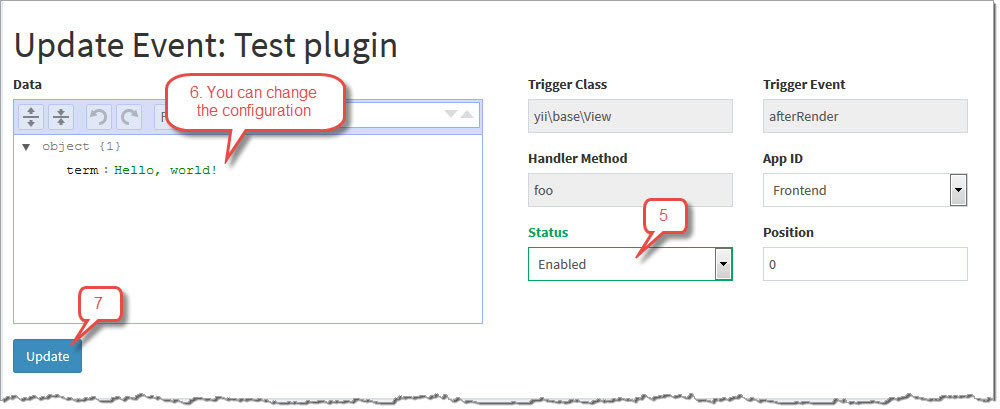 Update Event: Test plugin
Data
6. You can change
the configuration
F
object {1}
term : Hello, world!
7
Update
Trigger Class
Trigger Event
yii\base\View
afterRender
Handler Method
App ID
foo
Frontend
5
Status
Position
Enabled
0